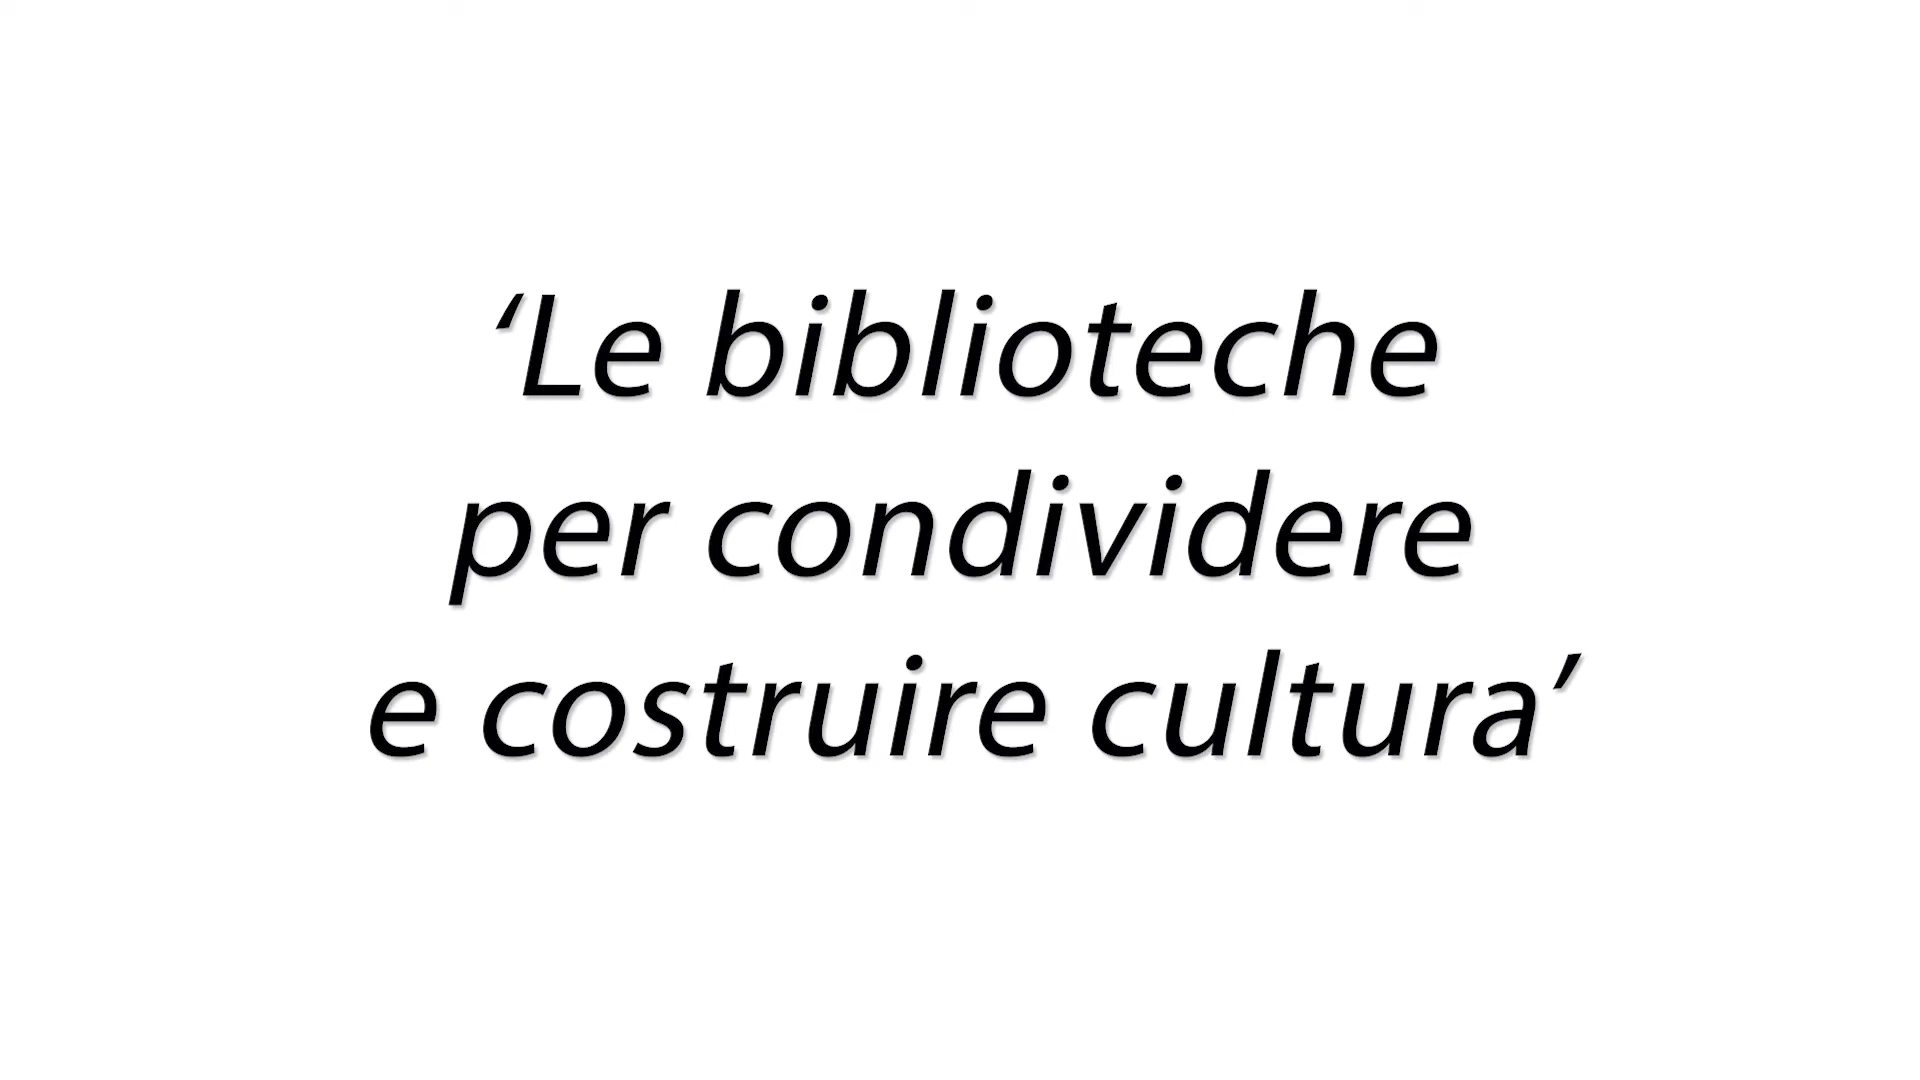 ‘Le biblioteche
per condividere
e costruire cultura’